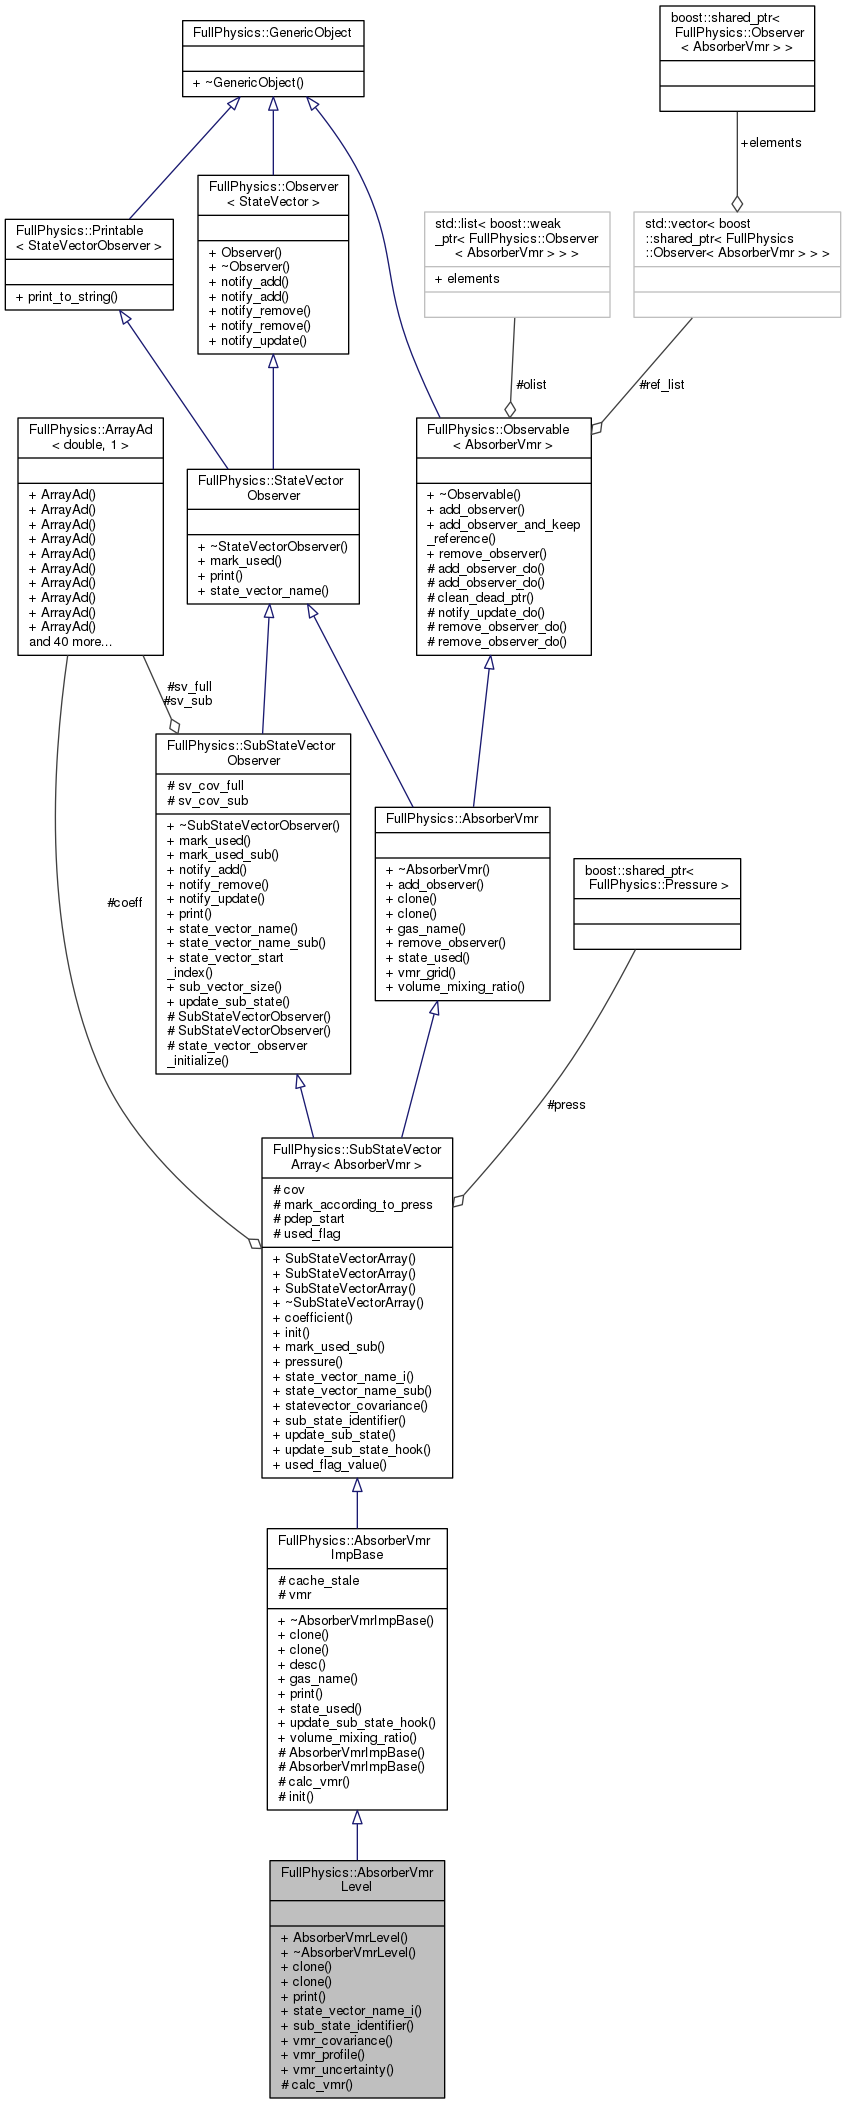 FullPhysics::GenericObject
+ ~GenericObject()
boost::shared_ptr<
FullPhysics::Observer
< AbsorberVmr > >
+elements
FullPhysics::Printable
< StateVectorObserver >
+ print_to_string()
FullPhysics::Observer
< StateVector >
+ Observer()
+ ~Observer()
+ notify_add()
+ notify_add()
+ notify_remove()
+ notify_remove()
+ notify_update()
std::list< boost::weak
_ptr< FullPhysics::Observer
< AbsorberVmr > > >
+ elements
std::vector< boost
::shared_ptr< FullPhysics
::Observer< AbsorberVmr > > >
#olist
#ref_list
FullPhysics::ArrayAd
< double, 1 >
+ ArrayAd()
+ ArrayAd()
+ ArrayAd()
+ ArrayAd()
+ ArrayAd()
+ ArrayAd()
+ ArrayAd()
+ ArrayAd()
+ ArrayAd()
+ ArrayAd()
and 40 more...
FullPhysics::StateVector
Observer
+ ~StateVectorObserver()
+ mark_used()
+ print()
+ state_vector_name()
FullPhysics::Observable
< AbsorberVmr >
+ ~Observable()
+ add_observer()
+ add_observer_and_keep
_reference()
+ remove_observer()
# add_observer_do()
# add_observer_do()
# clean_dead_ptr()
# notify_update_do()
# remove_observer_do()
# remove_observer_do()
#sv_full
#sv_sub
#coeff
FullPhysics::SubStateVector
Observer
# sv_cov_full
# sv_cov_sub
+ ~SubStateVectorObserver()
+ mark_used()
+ mark_used_sub()
+ notify_add()
+ notify_remove()
+ notify_update()
+ print()
+ state_vector_name()
+ state_vector_name_sub()
+ state_vector_start
_index()
+ sub_vector_size()
+ update_sub_state()
# SubStateVectorObserver()
# SubStateVectorObserver()
# state_vector_observer
_initialize()
FullPhysics::AbsorberVmr
+ ~AbsorberVmr()
+ add_observer()
+ clone()
+ clone()
+ gas_name()
+ remove_observer()
+ state_used()
+ vmr_grid()
+ volume_mixing_ratio()
boost::shared_ptr<
FullPhysics::Pressure >
#press
FullPhysics::SubStateVector
Array< AbsorberVmr >
# cov
# mark_according_to_press
# pdep_start
# used_flag
+ SubStateVectorArray()
+ SubStateVectorArray()
+ SubStateVectorArray()
+ ~SubStateVectorArray()
+ coefficient()
+ init()
+ mark_used_sub()
+ pressure()
+ state_vector_name_i()
+ state_vector_name_sub()
+ statevector_covariance()
+ sub_state_identifier()
+ update_sub_state()
+ update_sub_state_hook()
+ used_flag_value()
FullPhysics::AbsorberVmr
ImpBase
# cache_stale
# vmr
+ ~AbsorberVmrImpBase()
+ clone()
+ clone()
+ desc()
+ gas_name()
+ print()
+ state_used()
+ update_sub_state_hook()
+ volume_mixing_ratio()
# AbsorberVmrImpBase()
# AbsorberVmrImpBase()
# calc_vmr()
# init()
FullPhysics::AbsorberVmr
Level
+ AbsorberVmrLevel()
+ ~AbsorberVmrLevel()
+ clone()
+ clone()
+ print()
+ state_vector_name_i()
+ sub_state_identifier()
+ vmr_covariance()
+ vmr_profile()
+ vmr_uncertainty()
# calc_vmr()